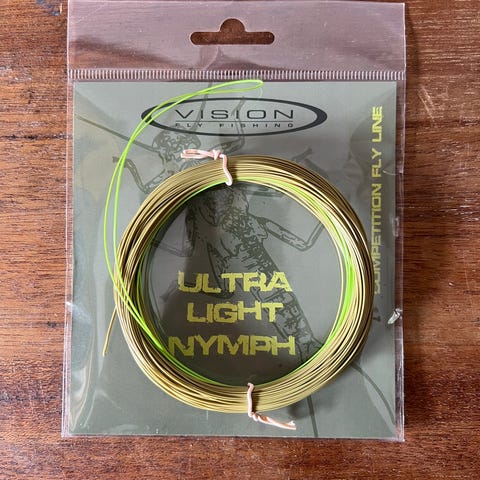 VISION
FLY FISHING
COMPETITION FLY LINE
ULTRA
LIGHT
NYMPH